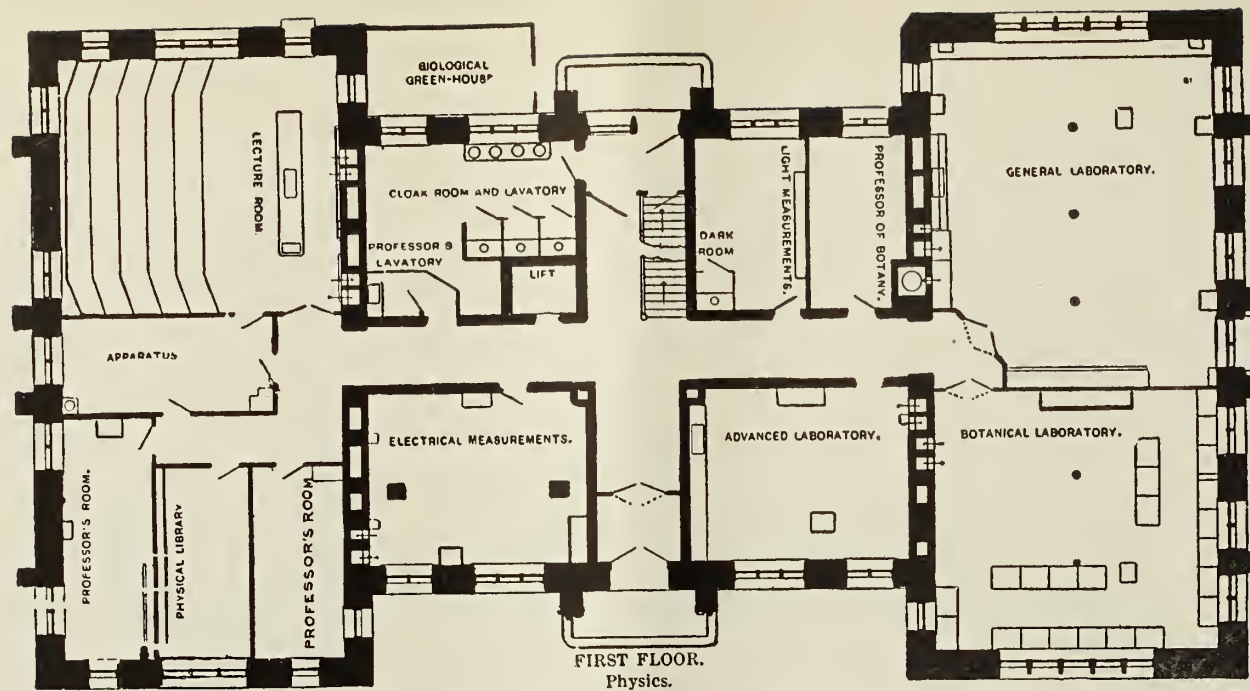 BIOLOGICAL
GREEN-HOUSE
LECTURE ROOM.
CLOAK ROOM AND LAVATORY
PROFESSOR'S
LAVATORY
LIFT
DARK
ROOM
LIGHT MEASUREMENTS.
PROFESSOR OF BOTANY.
GENERAL LABORATORY.
APPARATUS
ELECTRICAL MEASUREMENTS.
ADVANCED LABORATORY.
BOTANICAL LABORATORY.
PROFESSOR'S ROOM.
PHYSICAL LIBRARY
PROFESSOR'S ROOM
FIRST FLOOR.
Physics.